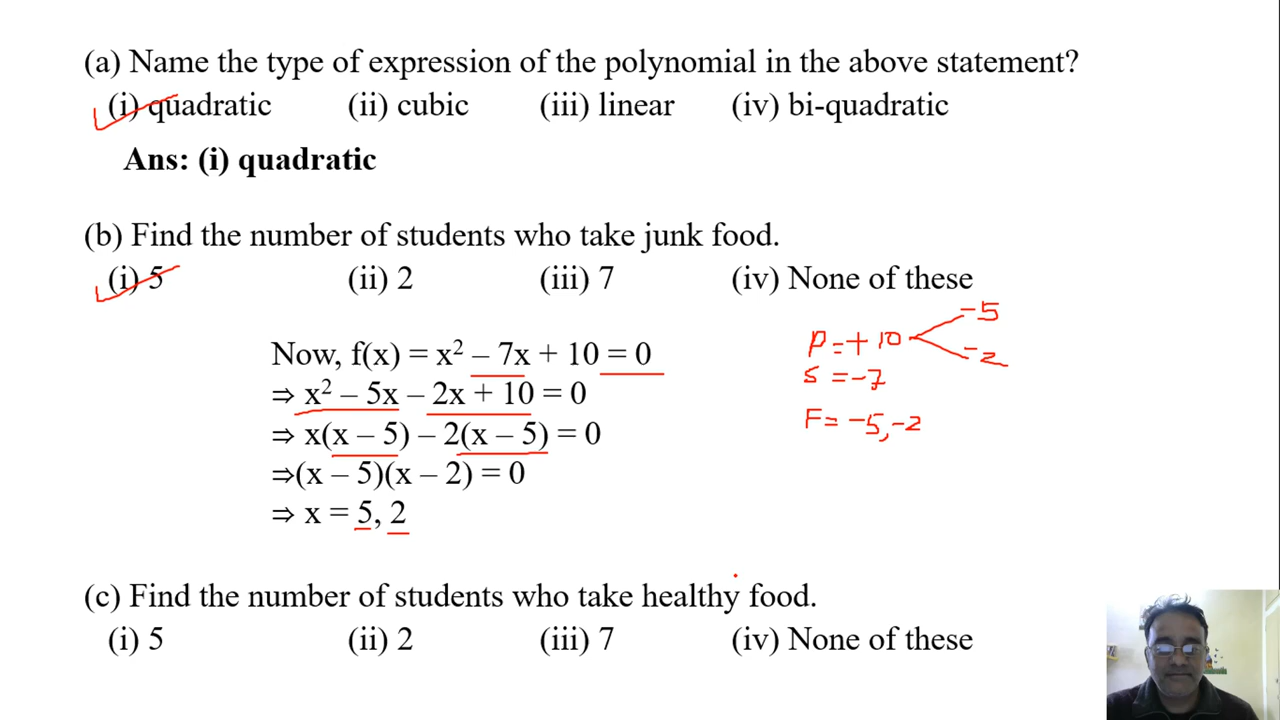 (a) Name the type of expression of the polynomial in the above statement?
(i) quadratic (ii) cubic (iii) linear (iv) bi-quadratic
Ans: (i) quadratic
(b) Find the number of students who take junk food.
(i) 5 (ii) 2 (iii) 7 (iv) None of these
Now, f(x) = x² – 7x + 10 = 0
⇒ x² – 5x – 2x + 10 = 0
⇒ x(x – 5) – 2(x – 5) = 0
⇒(x – 5)(x – 2) = 0
⇒ x = 5, 2
-5
P = + 10
-2
S = -7
F = -5, -2
(c) Find the number of students who take healthy food.
(i) 5 (ii) 2 (iii) 7 (iv) None of these